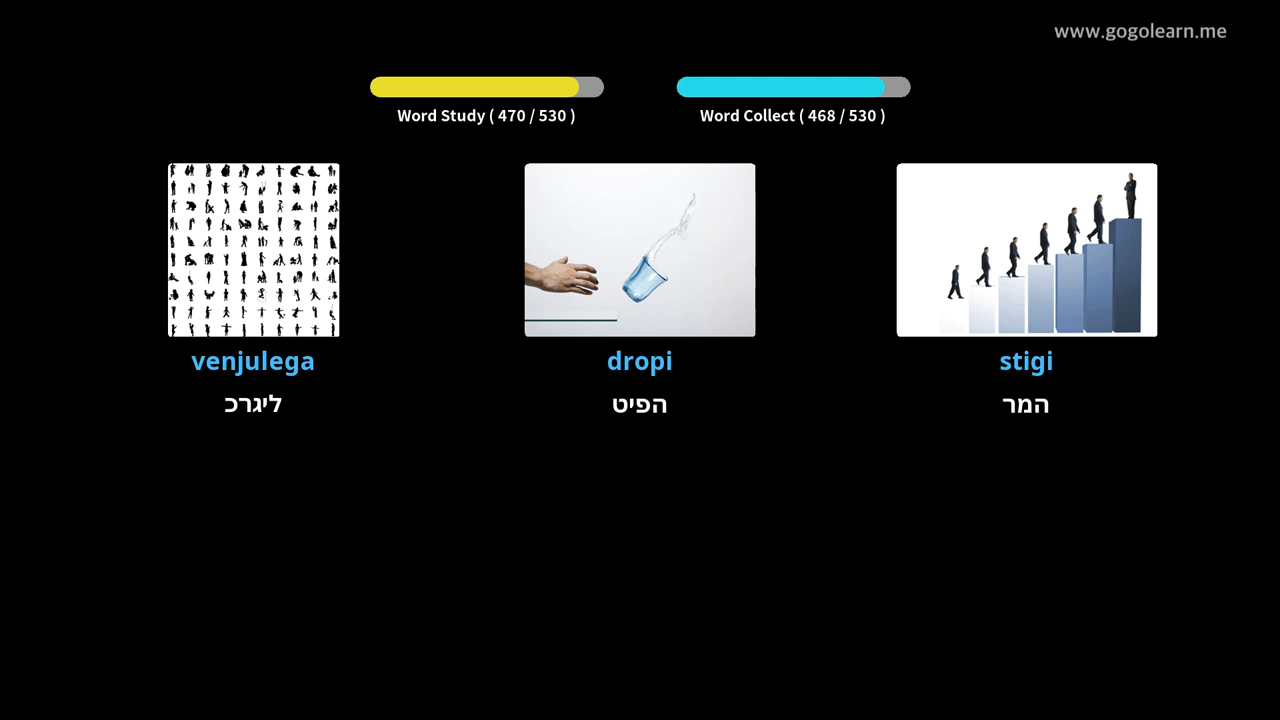 www.gogolearn.me
Word Study ( 470 / 530 )
Word Collect ( 468 / 530 )
venjulega
dropi
stigi
ליגרכ
הפיט
המר